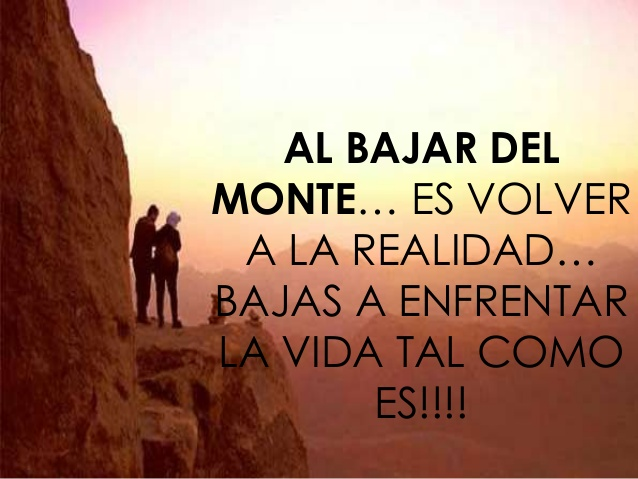 AL BAJAR DEL
MONTE… ES VOLVER
A LA REALIDAD…
BAJAS A ENFRENTAR
LA VIDA TAL COMO
ES!!!!